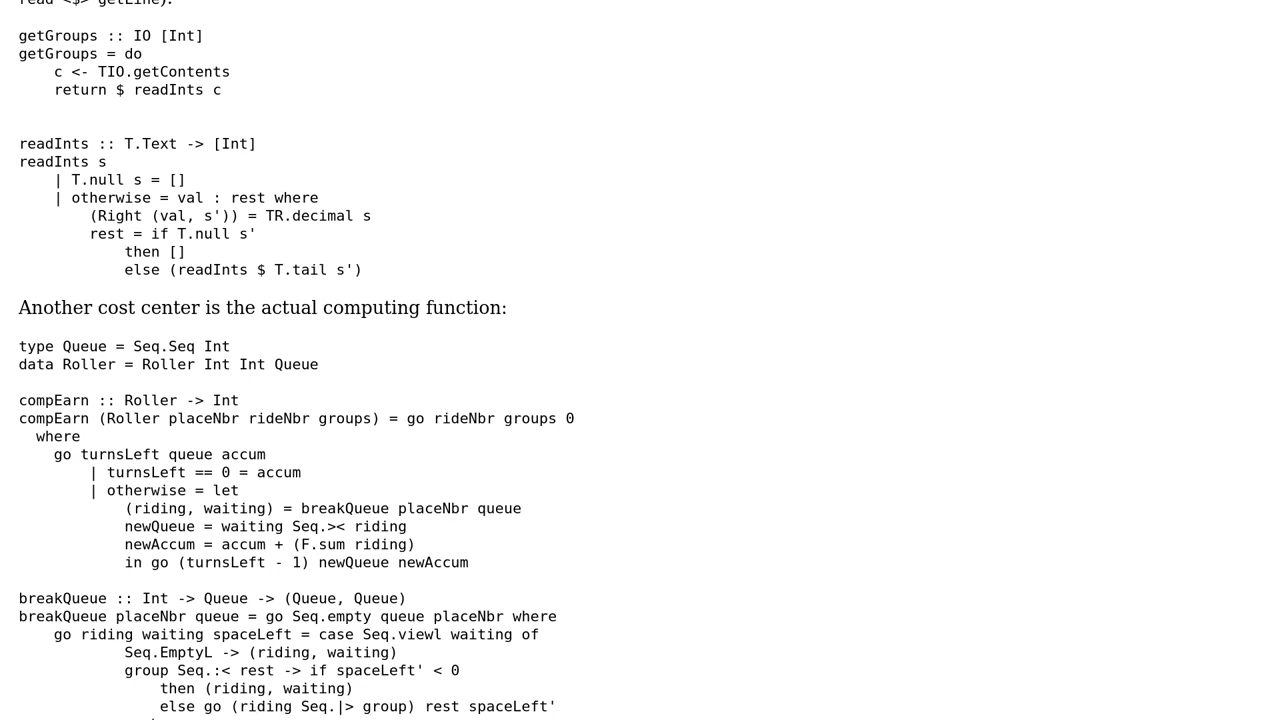 read <$> getLine).
getGroups :: IO [Int]
getGroups = do
    c <- TIO.getContents
    return $ readInts c
readInts :: T.Text -> [Int]
readInts s
    | T.null s = []
    | otherwise = val : rest where
        (Right (val, s')) = TR.decimal s
        rest = if T.null s'
            then []
            else (readInts $ T.tail s')
Another cost center is the actual computing function:
type Queue = Seq.Seq Int
data Roller = Roller Int Int Queue
compEarn :: Roller -> Int
compEarn (Roller placeNbr rideNbr groups) = go rideNbr groups 0
  where
    go turnsLeft queue accum
        | turnsLeft == 0 = accum
        | otherwise = let
            (riding, waiting) = breakQueue placeNbr queue
            newQueue = waiting Seq.>< riding
            newAccum = accum + (F.sum riding)
            in go (turnsLeft - 1) newQueue newAccum
breakQueue :: Int -> Queue -> (Queue, Queue)
breakQueue placeNbr queue = go Seq.empty queue placeNbr where
    go riding waiting spaceLeft = case Seq.viewl waiting of
            Seq.EmptyL -> (riding, waiting)
            group Seq.:< rest -> if spaceLeft' < 0
                then (riding, waiting)
                else go (riding Seq.|> group) rest spaceLeft'